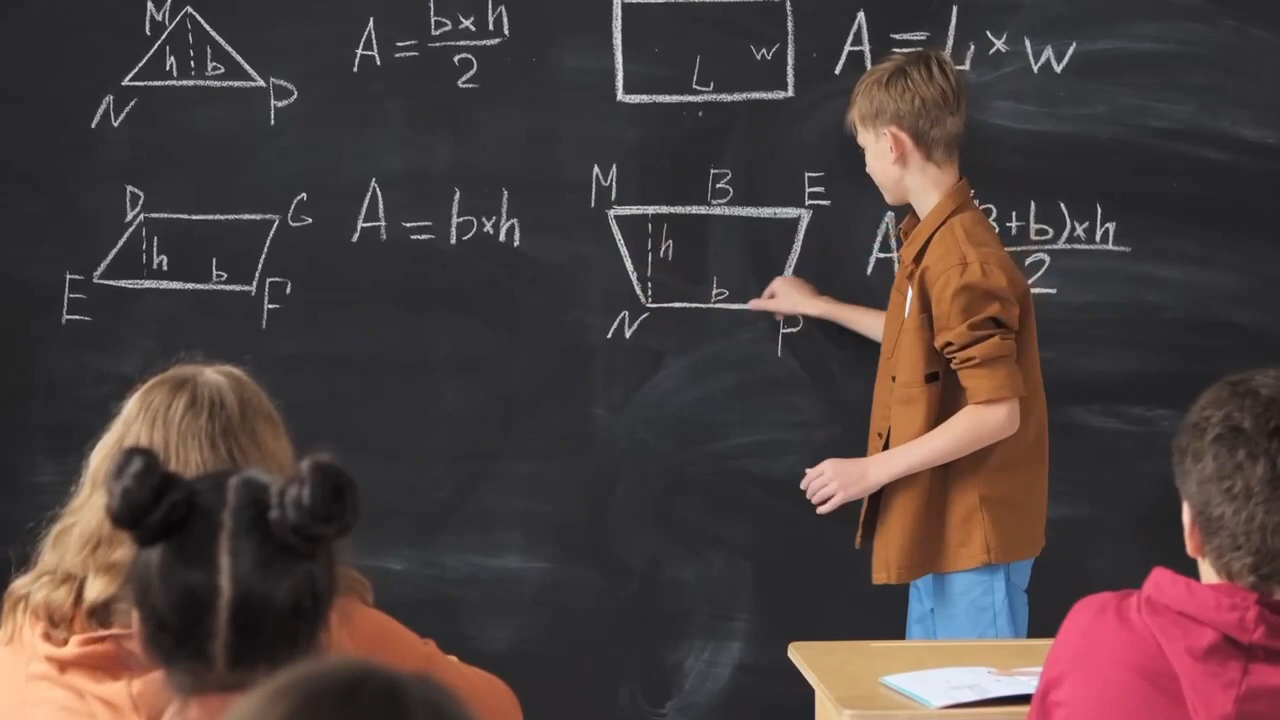 M
h b
N P
A = b×h
2
L w
A = L×w
D G
h b
E F
A = b×h
M B E
h
b
N P
A
B+b)×h
2